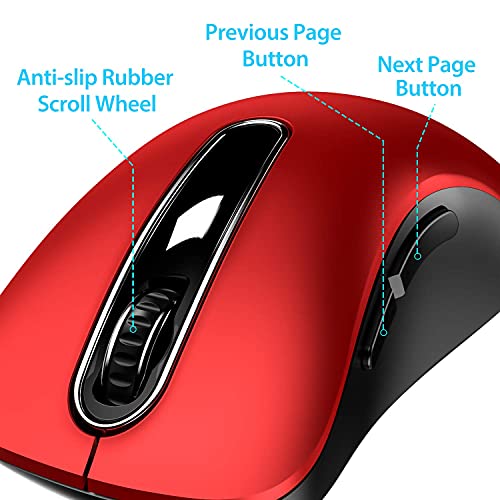 Previous Page
Button
Anti-slip Rubber
Scroll Wheel
Next Page
Button